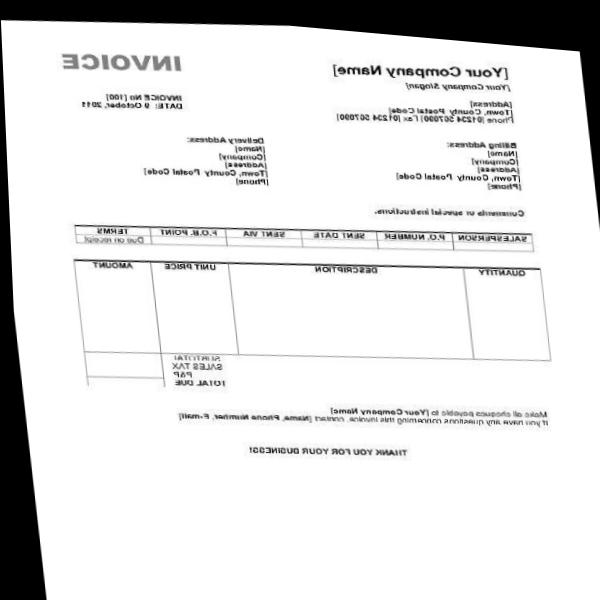 [Your Company Name]
INVOICE
[Your Company Slogan]
[Address]
[Town, County Postal Code]
Phone [01234 567890] Fax [01234 567890]
INVOICE No [100]
DATE: 9 October, 2011
Billing Address:
[Name]
[Company]
[Address]
[Town, County Postal Code]
[Phone]
Delivery Address:
[Name]
[Company]
[Address]
[Town, County Postal Code]
[Phone]
Comments or special instructions.
SALESPERSON P.O. NUMBER SENT DATE SENT VIA F.O.B. POINT TERMS
Due on receipt
QUANTITY DESCRIPTION UNIT PRICE AMOUNT
SUBTOTAL
SALES TAX
P&P
TOTAL DUE
Make all cheques payable to [Your Company Name]
If you have any questions concerning this invoice, contact [Name, Phone Number, E-mail]
THANK YOU FOR YOUR BUSINESS!